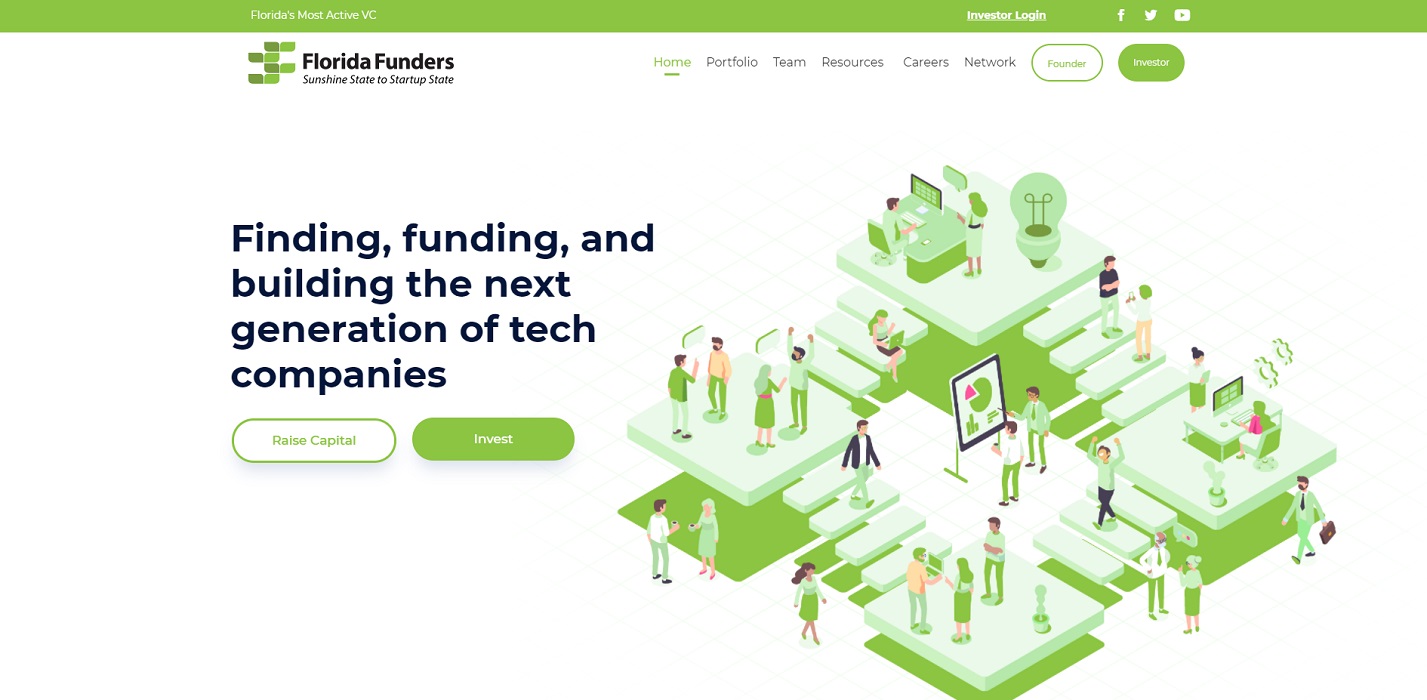 Florida's Most Active VC
Investor Login
Florida Funders
Sunshine State to Startup State
Home Portfolio Team Resources Careers Network Founder Investor
Finding, funding, and
building the next
generation of tech
companies
Raise Capital Invest